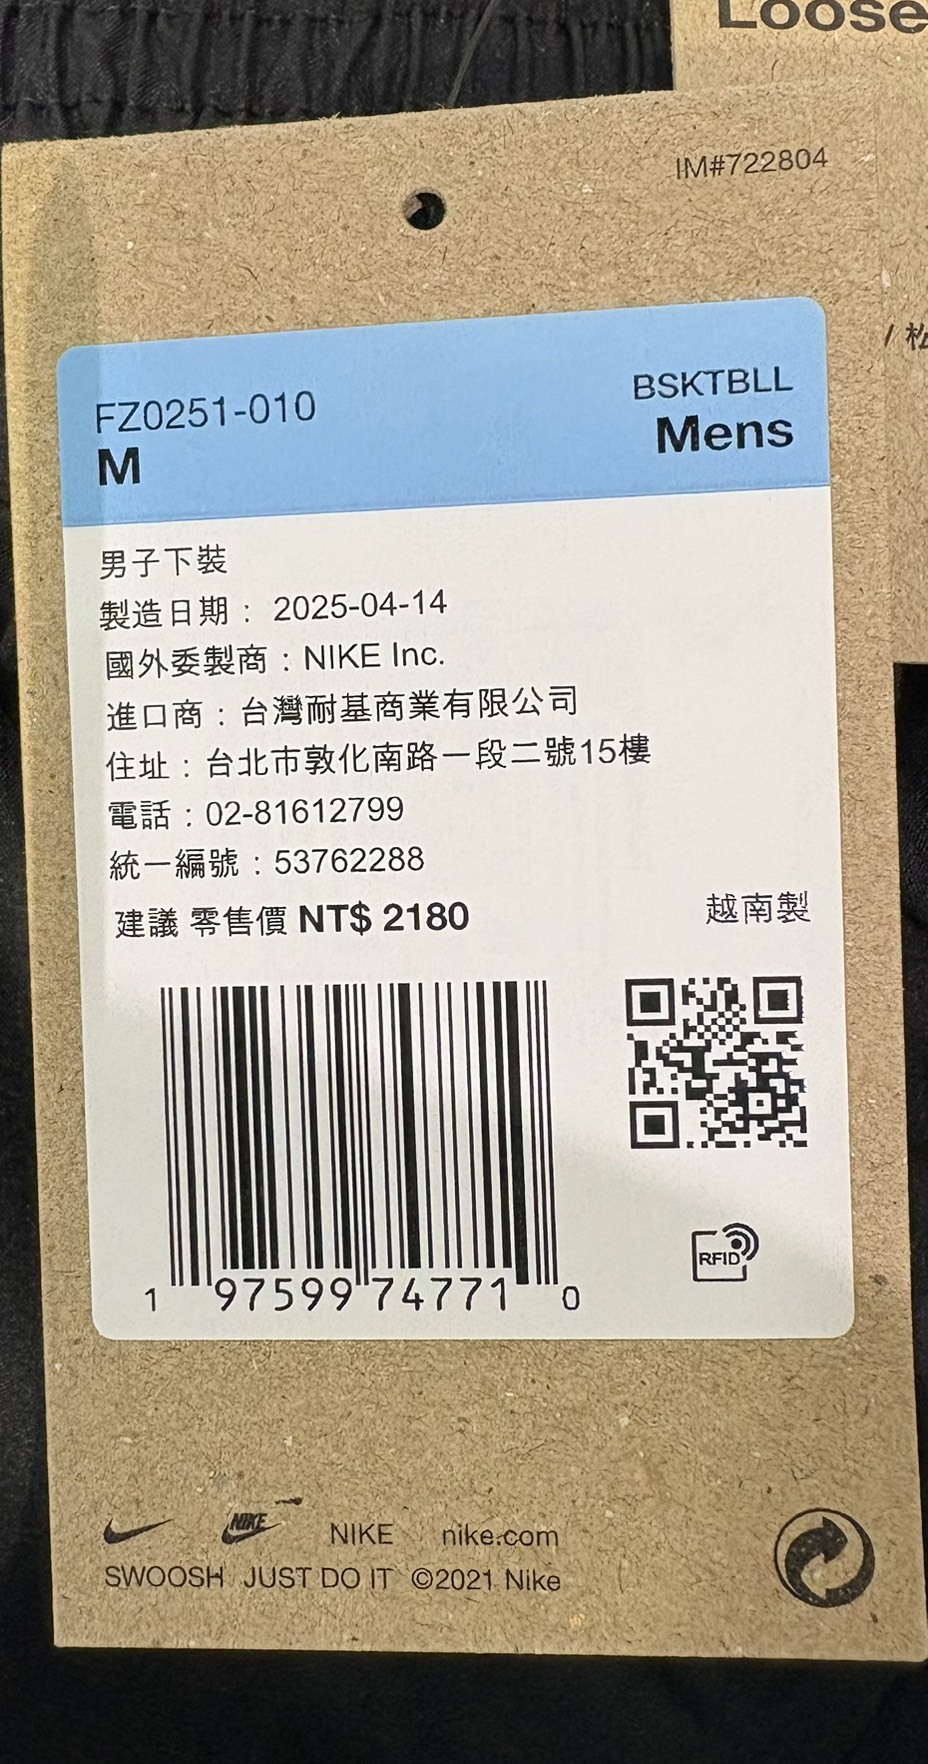 Loose
IM#722804
FZ0251-010
M
BSKTBLL
Mens
男子下裝
製造日期： 2025-04-14
國外委製商：NIKE Inc.
進口商：台灣耐基商業有限公司
住址：台北市敦化南路一段二號15樓
電話：02-81612799
統一編號：53762288
建議 零售價 NT$ 2180
越南製
1 97599 74771 0
RFID
NIKE NIKE nike.com
SWOOSH JUST DO IT ©2021 Nike